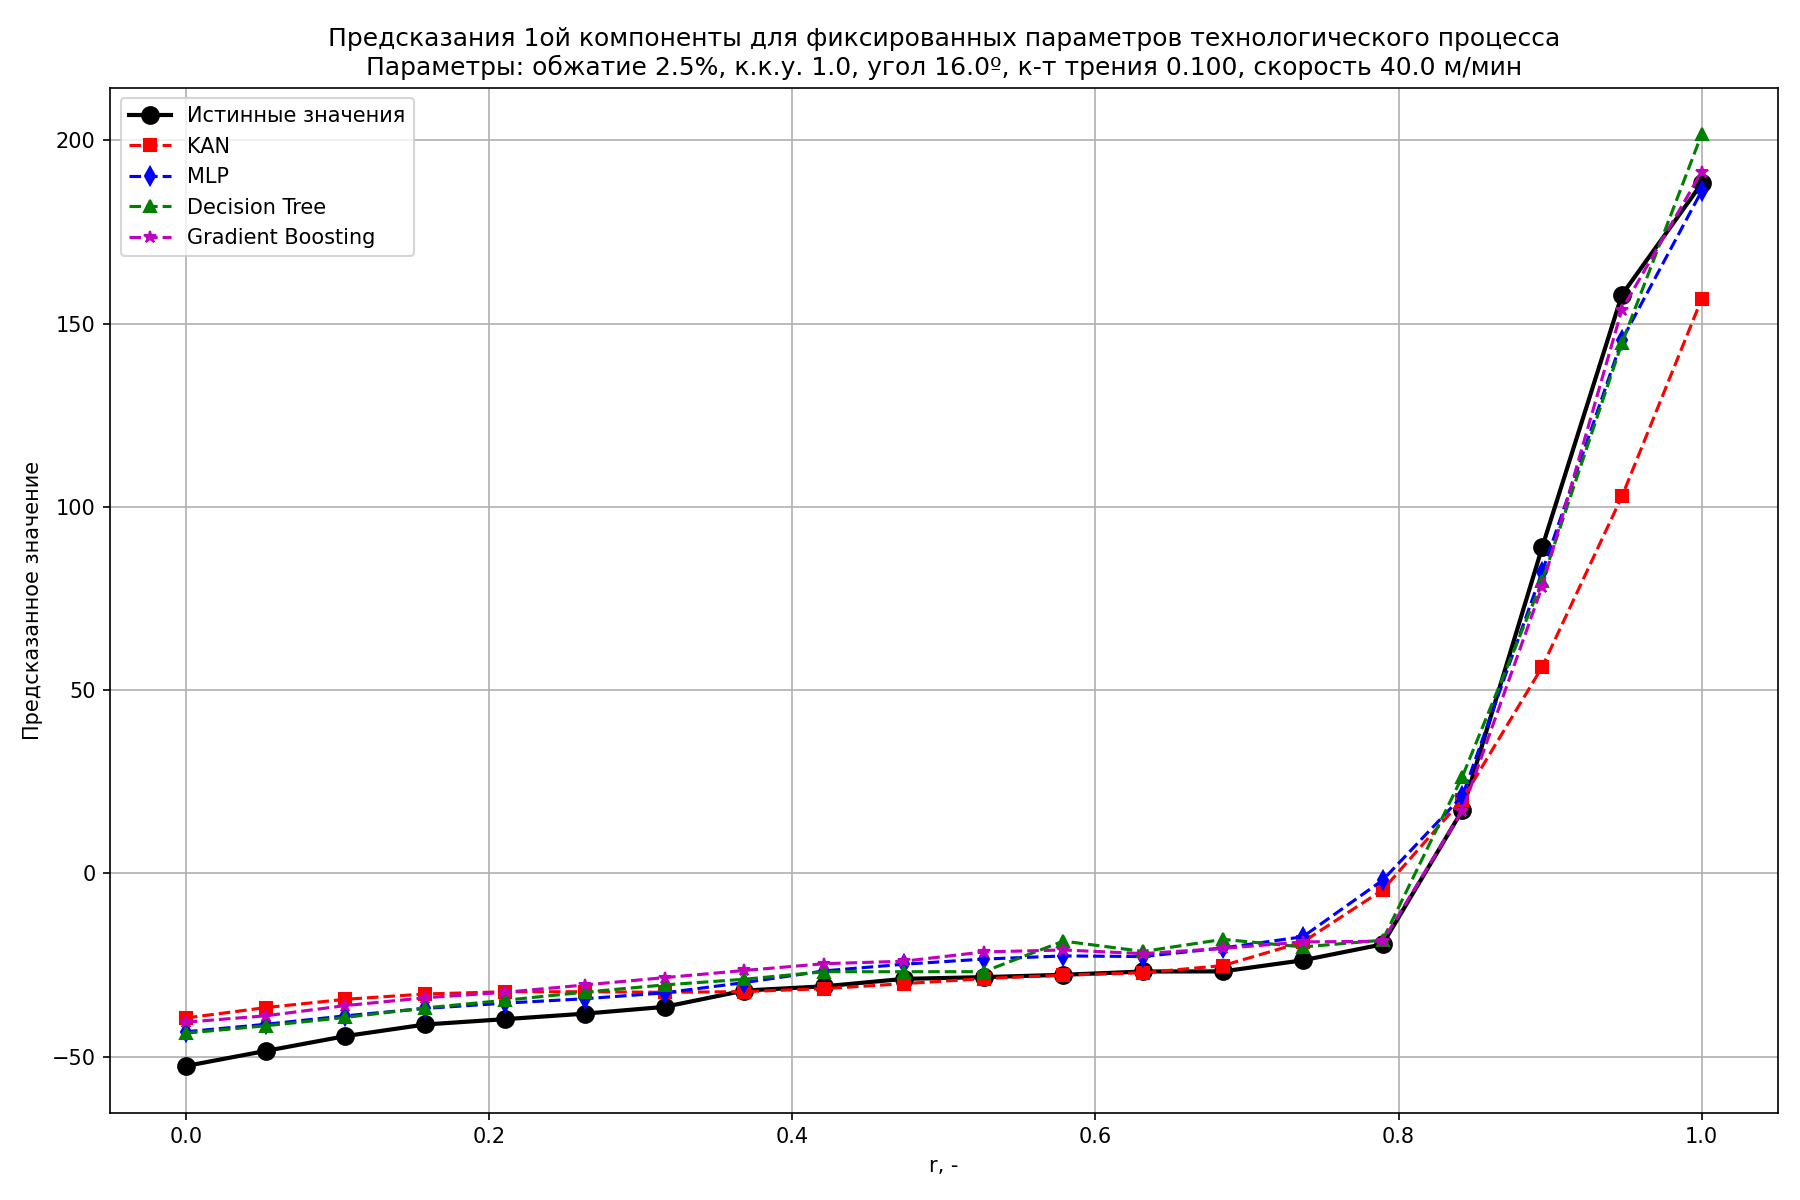 Предсказания 1ой компоненты для фиксированных параметров технологического процесса
Параметры: обжатие 2.5%, к.к.у. 1.0, угол 16.0º, к-т трения 0.100, скорость 40.0 м/мин
Истинные значения
KAN
MLP
Decision Tree
Gradient Boosting
Предсказанное значение
200
150
100
50
0
−50
0.0
0.2
0.4
0.6
0.8
1.0
r, -